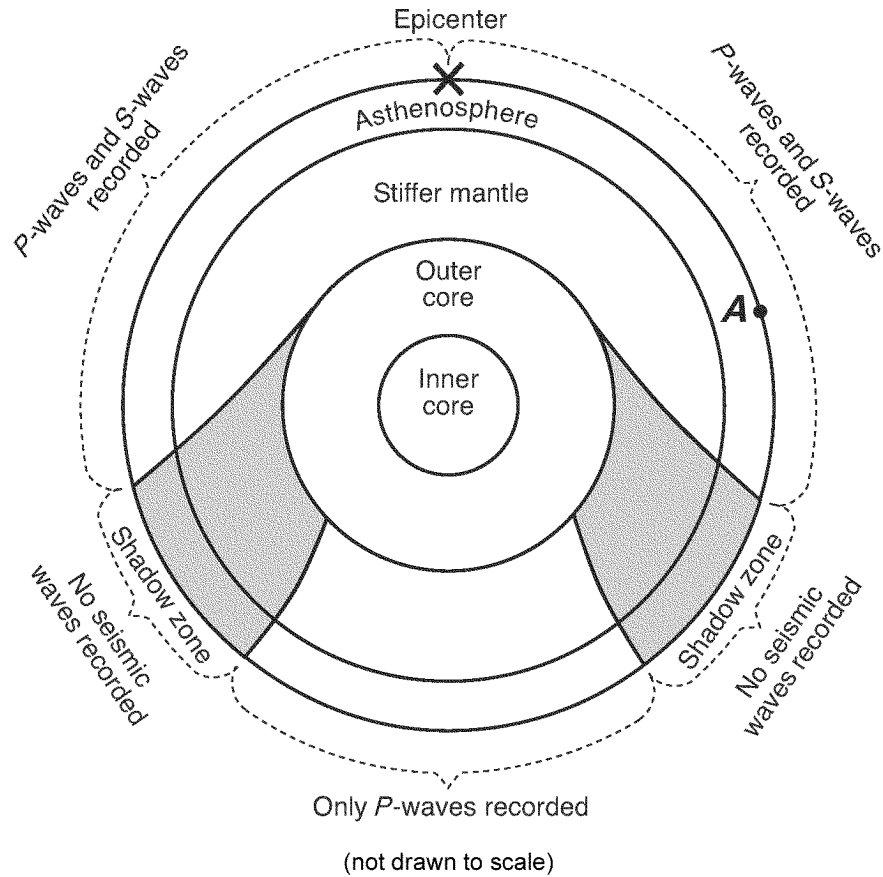 Epicenter
P-waves and S-waves
recorded
P-waves and S-waves
recorded
Asthenosphere
Stiffer mantle
Outer
core
A
Inner
core
Shadow zone
No seismic
waves recorded
Shadow zone
No seismic
waves recorded
Only P-waves recorded
(not drawn to scale)